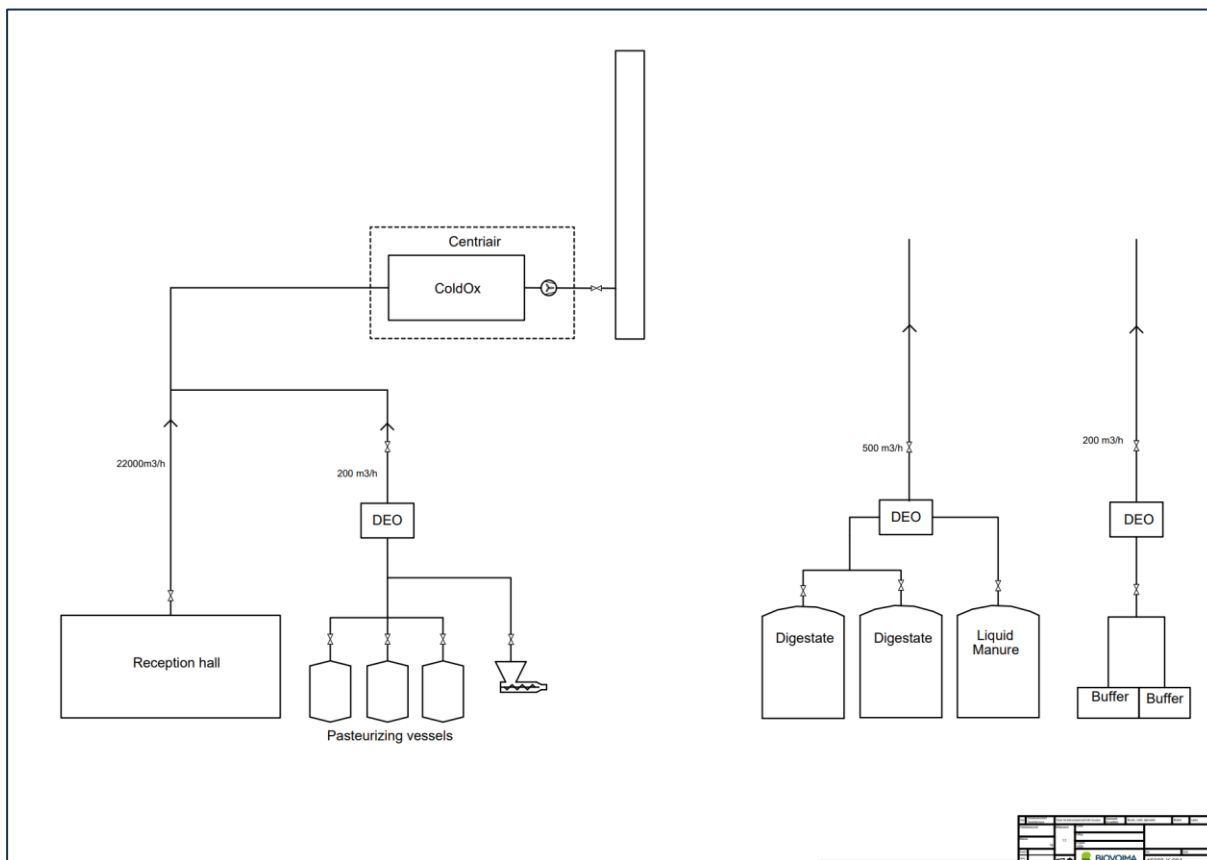 Centriair
ColdOx
22000m3/h
200 m3/h
DEO
Reception hall
Pasteurizing vessels
500 m3/h
DEO
Digestate
Digestate
Liquid
Manure
200 m3/h
DEO
Buffer
Buffer
BIOVOIMA